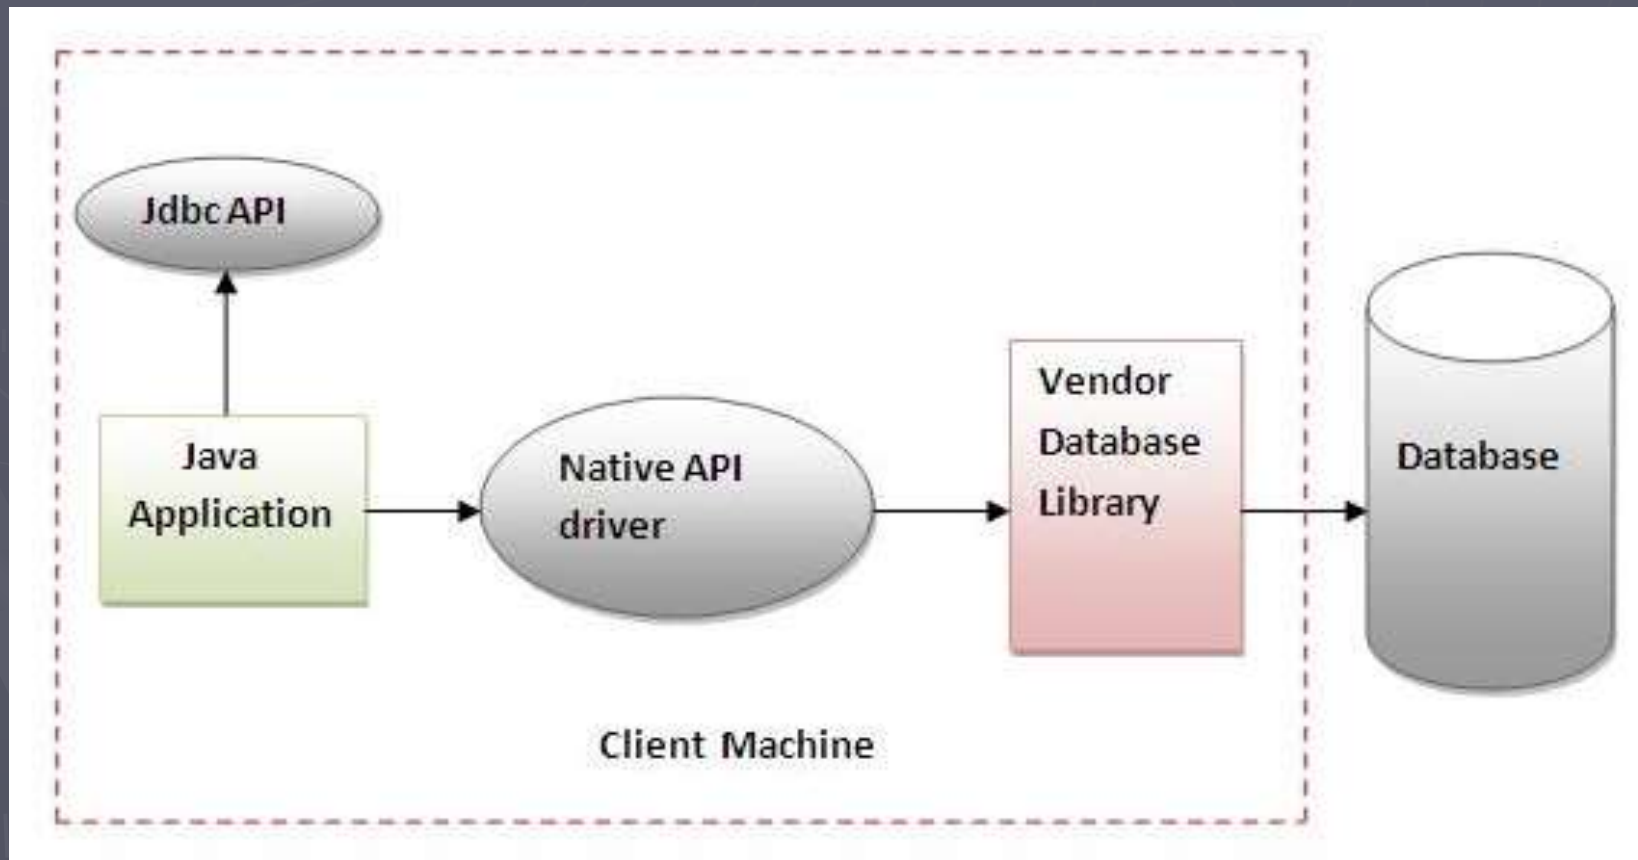 Jdbc API
Java
Application
Native API
driver
Vendor
Database
Library
Database
Client Machine